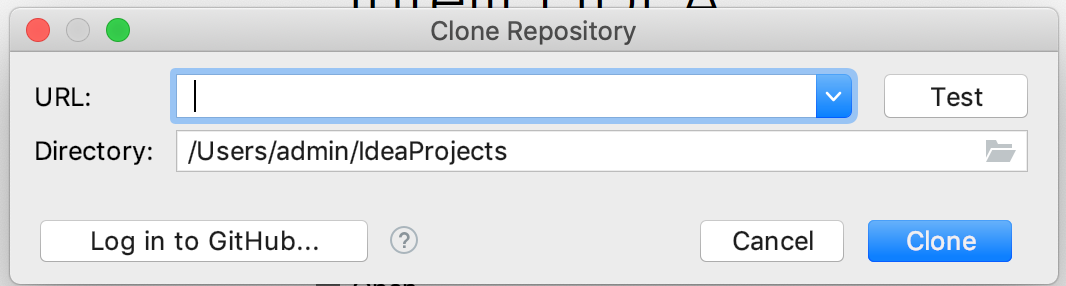 Clone Repository
URL:
Test
Directory: /Users/admin/IdeaProjects
Log in to GitHub... ? Cancel Clone